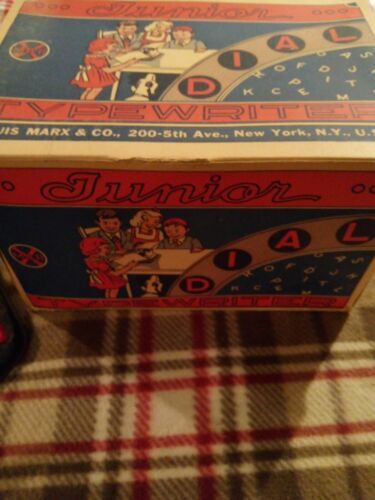 Junior
DIAL
TYPEWRITER
UIS MARX & CO., 200-5th Ave., New York, N.Y., U.S.
Junior
DIAL
TYPEWRITER